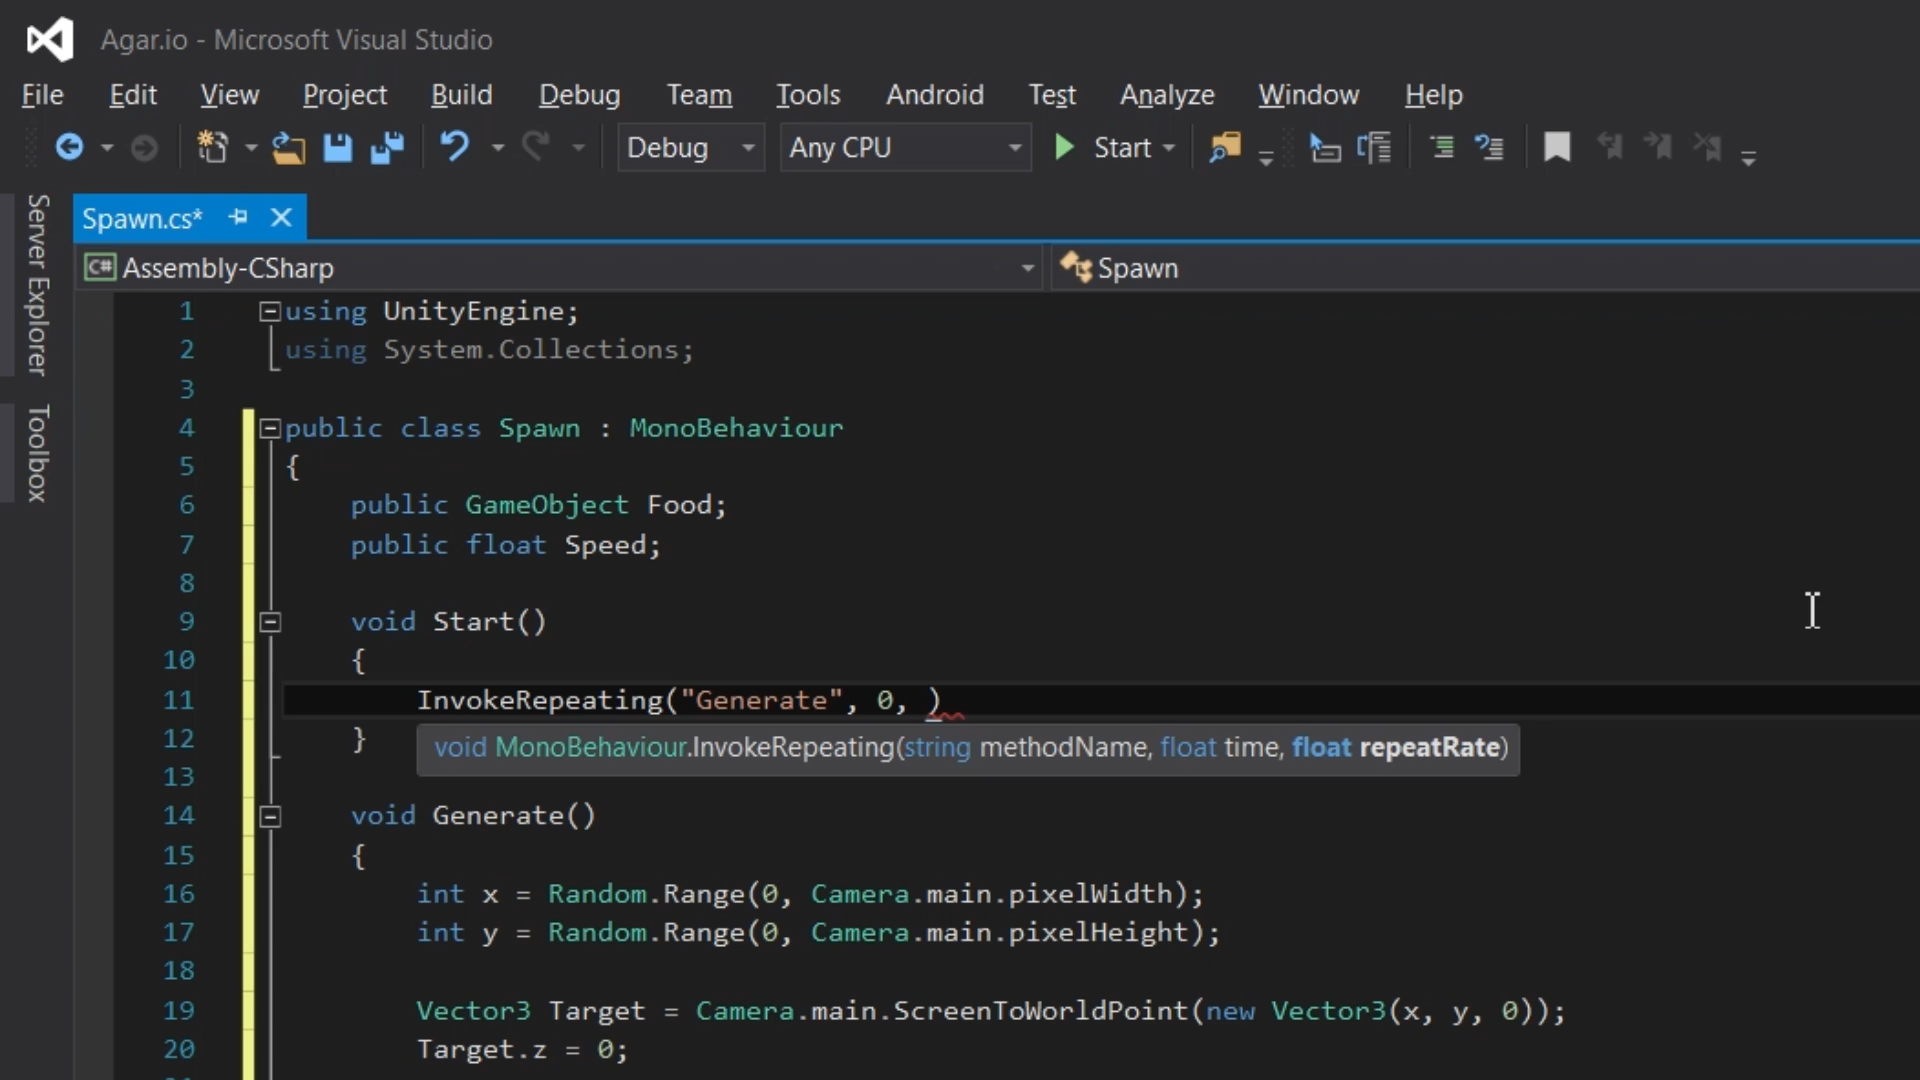 Agar.io - Microsoft Visual Studio
File Edit View Project Build Debug Team Tools Android Test Analyze Window Help
Debug Any CPU Start
Server Explorer
Toolbox
Spawn.cs*
C# Assembly-CSharp Spawn
1 using UnityEngine;
2 using System.Collections;
3
4 public class Spawn : MonoBehaviour
5 {
6 public GameObject Food;
7 public float Speed;
8
9 void Start()
10 {
11 InvokeRepeating("Generate", 0, )
12 }
void MonoBehaviour.InvokeRepeating(string methodName, float time, float repeatRate)
13
14 void Generate()
15 {
16 int x = Random.Range(0, Camera.main.pixelWidth);
17 int y = Random.Range(0, Camera.main.pixelHeight);
18
19 Vector3 Target = Camera.main.ScreenToWorldPoint(new Vector3(x, y, 0));
20 Target.z = 0;